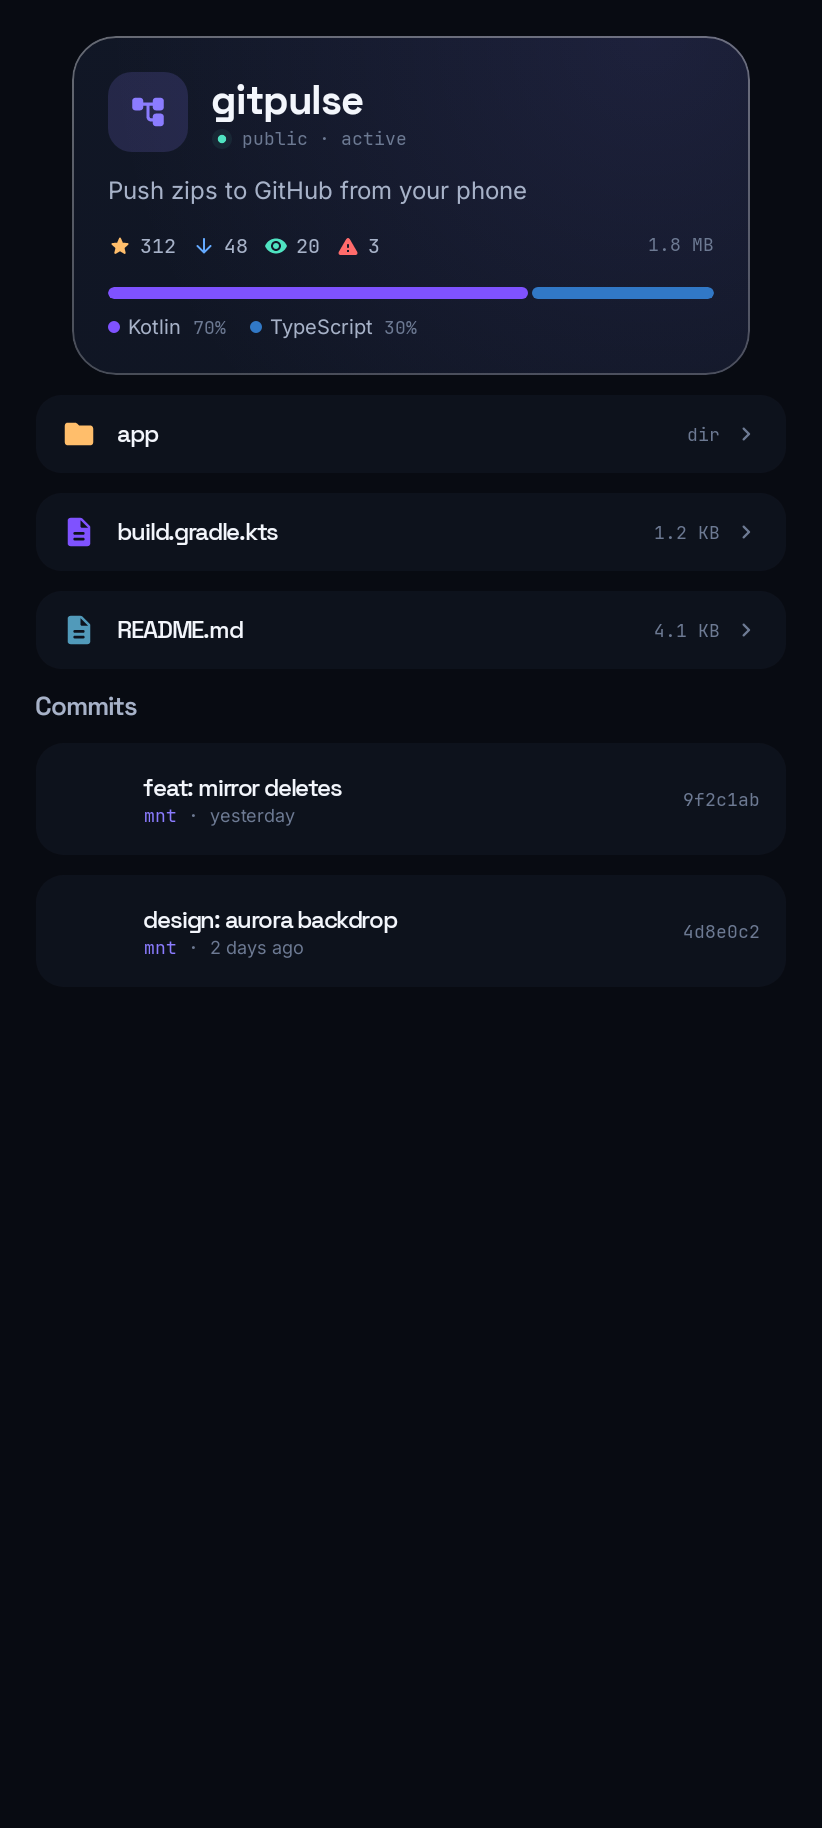 gitpulse
public · active
Push zips to GitHub from your phone
312 48 20 3 1.8 MB
Kotlin 70% TypeScript 30%
app dir
build.gradle.kts 1.2 KB
README.md 4.1 KB
Commits
feat: mirror deletes
mnt · yesterday 9f2c1ab
design: aurora backdrop
mnt · 2 days ago 4d8e0c2